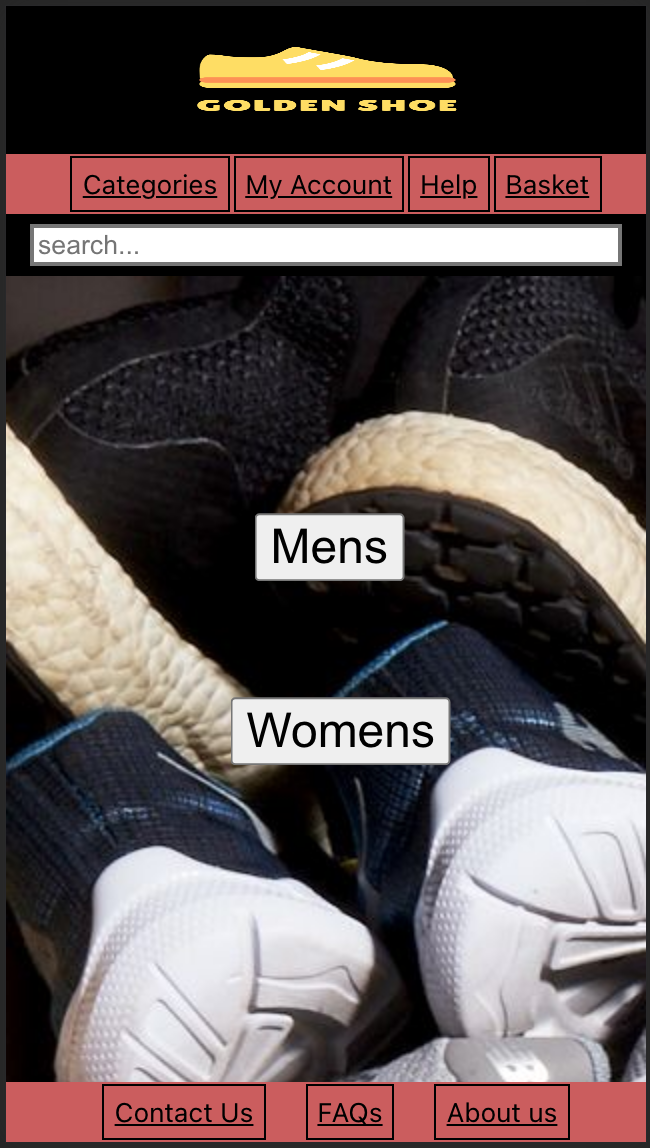 GOLDEN SHOE
Categories My Account Help Basket
search...
Mens
Womens
Contact Us FAQs About us